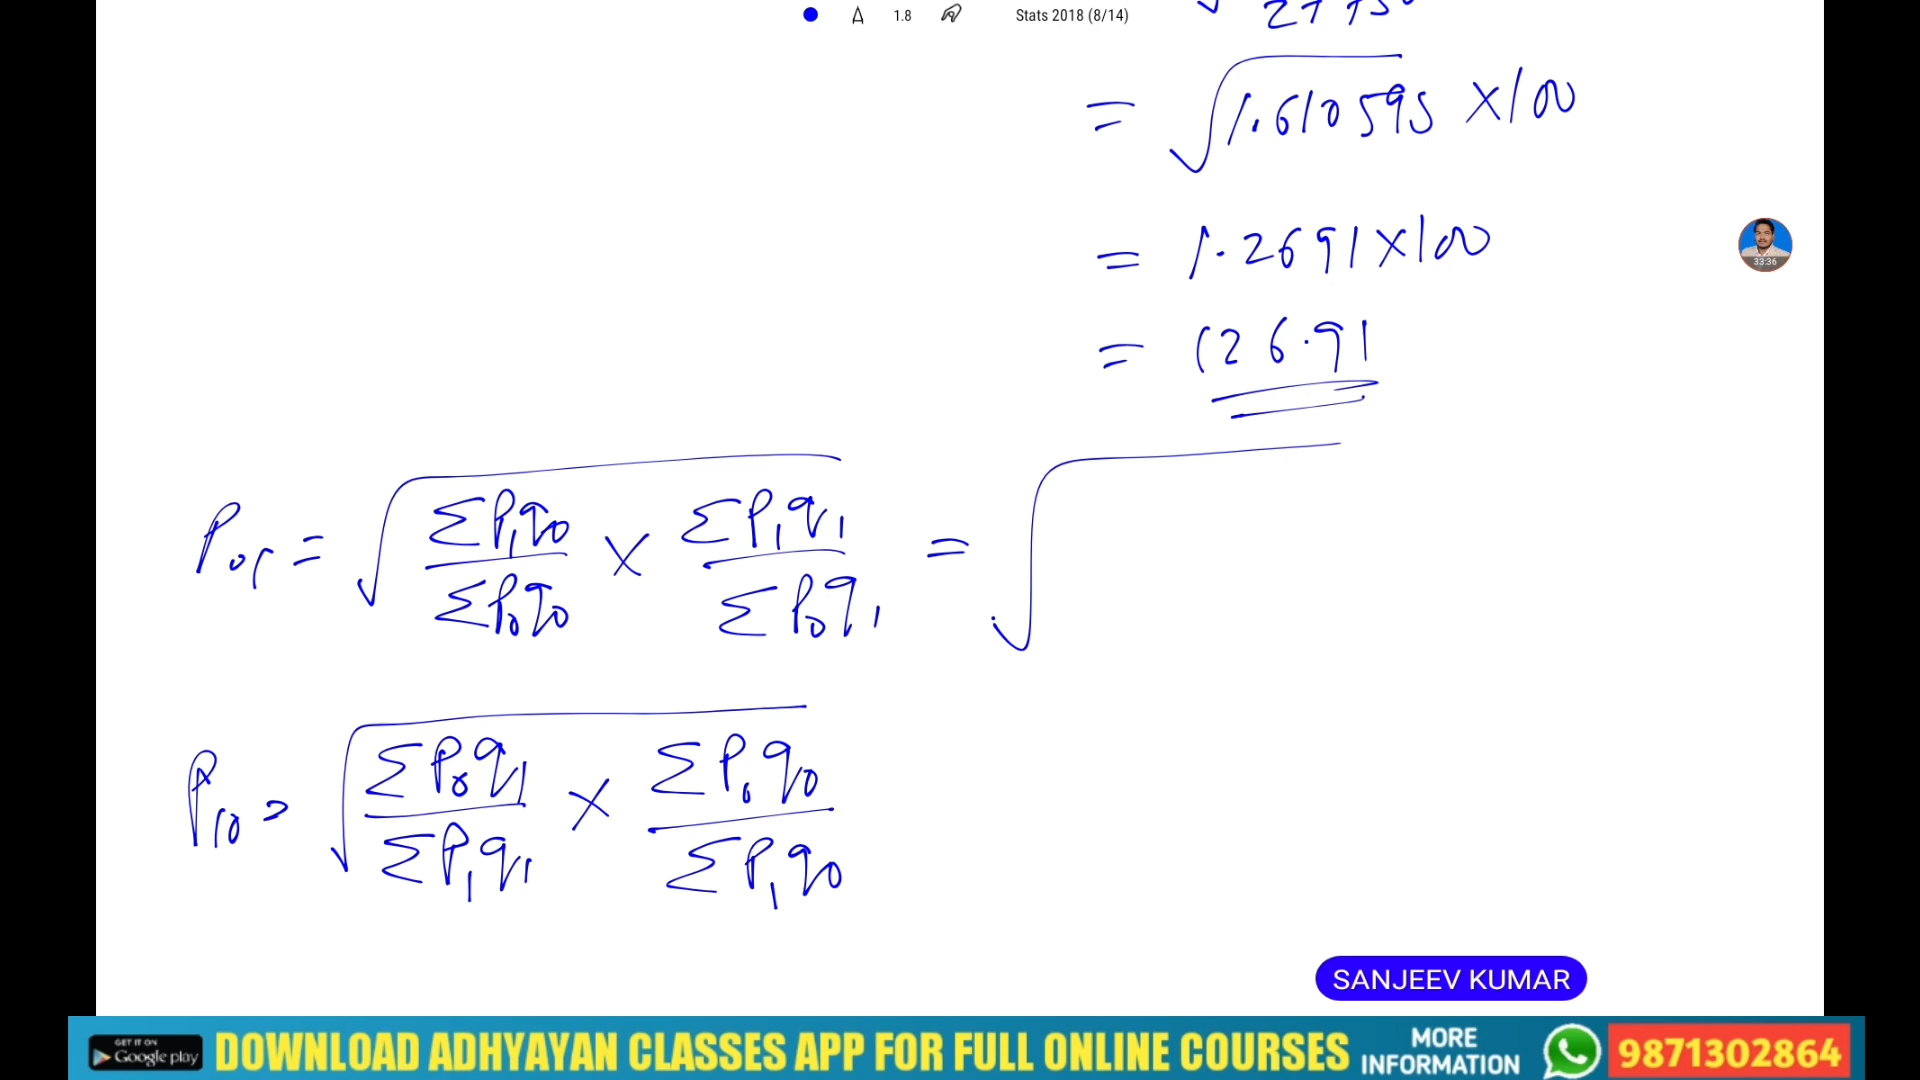 1.8 Stats 2018 (8/14)
= √1.610595 × 100
= 1.2691 × 100
= 126.91
P₀₁ = √(ΣP₁q₀/ΣP₀q₀ × ΣP₁q₁/ΣP₀q₁) = √
P₁₀ = √(ΣP₀q₁/ΣP₁q₁ × ΣP₀q₀/ΣP₁q₀)
33:36
SANJEEV KUMAR
GET IT ON
Google play
DOWNLOAD ADHYAYAN CLASSES APP FOR FULL ONLINE COURSES
MORE
INFORMATION
9871302864